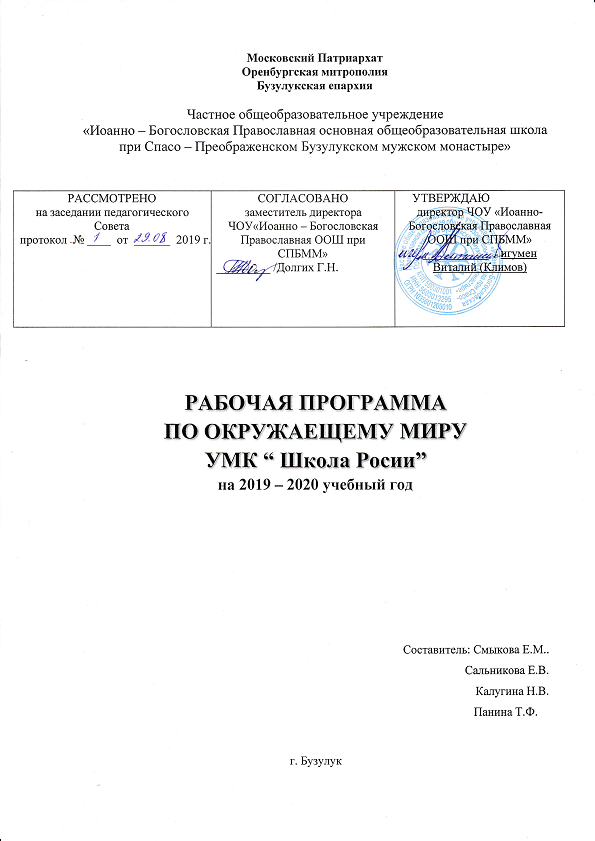 Московский Патриархат
Оренбургская митрополия
Бузулукская епархия
Частное общеобразовательное учреждение
«Иоанно – Богословская Православная основная общеобразовательная школа
при Спасо – Преображенском Бузулукском мужском монастыре»
РАССМОТРЕНО
на заседании педагогического
Совета
протокол .№ 1 от 29.08 2019 г.
СОГЛАСОВАНО
заместитель директора
ЧОУ«Иоанно – Богословская
Православная ООШ при
СПБММ»
/Долгих Г.Н.
УТВЕРЖДАЮ
директор ЧОУ «Иоанно-
Богословская Православная
ООШ при СПБММ»
игумен
Виталий (Климов)
РАБОЧАЯ ПРОГРАММА
ПО ОКРУЖАЕЩЕМУ МИРУ
УМК “ Школа Росии”
на 2019 – 2020 учебный год
Составитель: Смыкова Е.М..
Сальникова Е.В.
Калугина Н.В.
Панина Т.Ф.
г. Бузулук